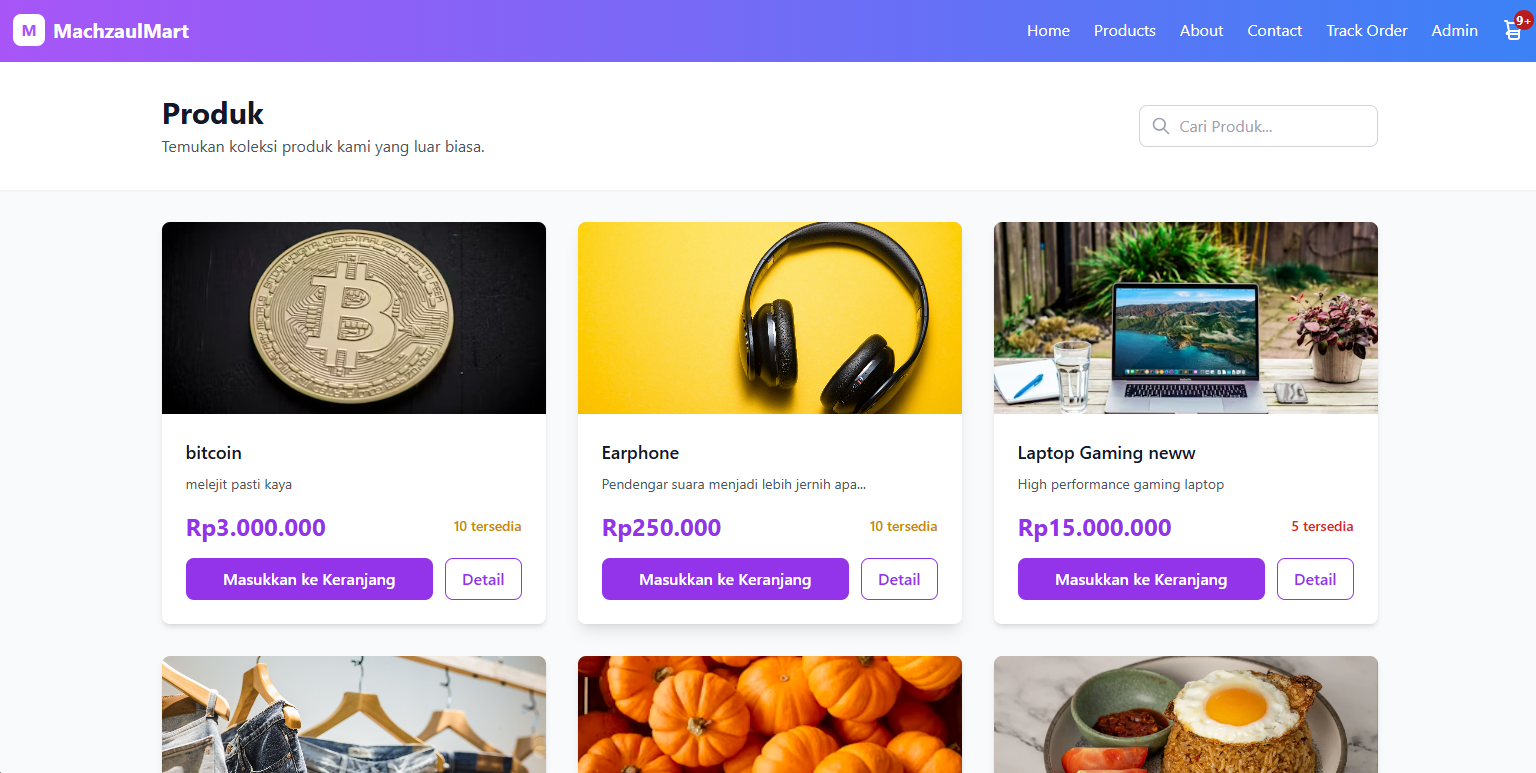 M MachzaulMart
Home Products About Contact Track Order Admin 9+
Produk
Temukan koleksi produk kami yang luar biasa.
Cari Produk...
bitcoin
melejit pasti kaya
Rp3.000.000 10 tersedia
Masukkan ke Keranjang Detail
Earphone
Pendengar suara menjadi lebih jernih apa...
Rp250.000 10 tersedia
Masukkan ke Keranjang Detail
Laptop Gaming neww
High performance gaming laptop
Rp15.000.000 5 tersedia
Masukkan ke Keranjang Detail